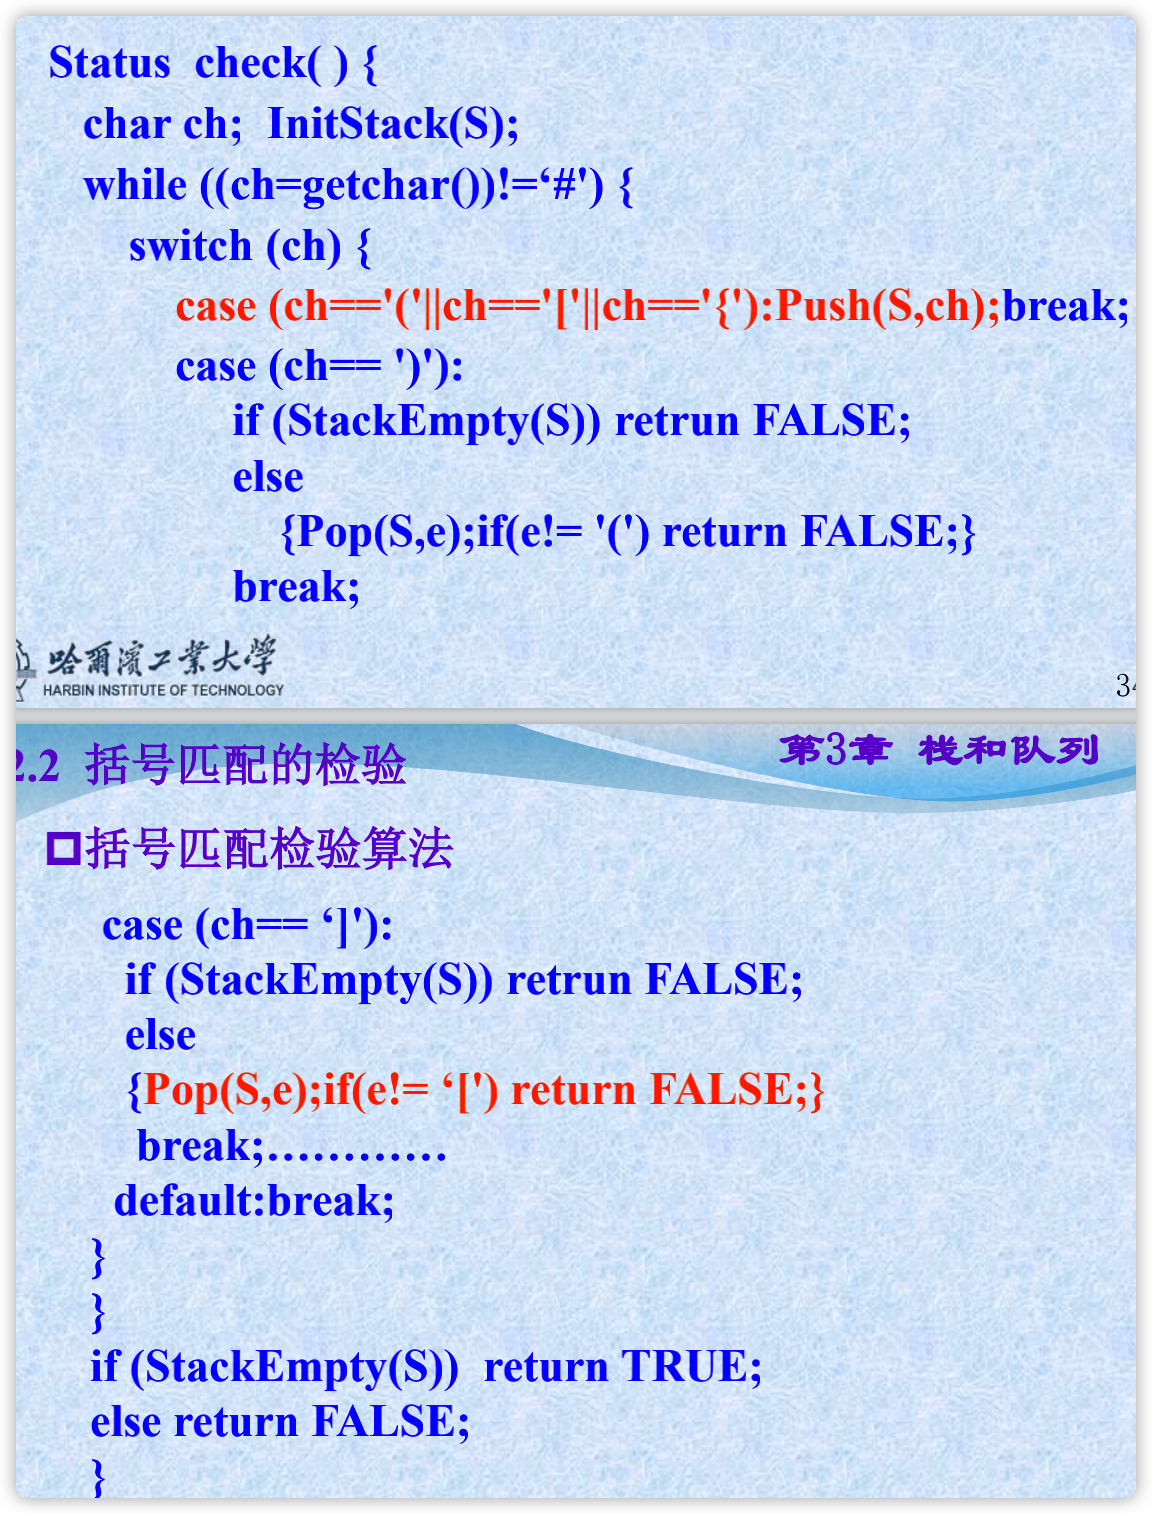 Status check( ) {
char ch; InitStack(S);
while ((ch=getchar())!=‘#') {
switch (ch) {
case (ch=='('||ch=='['||ch=='{'):Push(S,ch);break;
case (ch== ')'):
if (StackEmpty(S)) retrun FALSE;
else
{Pop(S,e);if(e!= '(') return FALSE;}
break;
哈爾濱工業大學
HARBIN INSTITUTE OF TECHNOLOGY
34
2.2 括号匹配的检验
第3章 栈和队列
括号匹配检验算法
case (ch== ‘]'):
if (StackEmpty(S)) retrun FALSE;
else
{Pop(S,e);if(e!= ‘[') return FALSE;}
break;…………
default:break;
}
}
if (StackEmpty(S)) return TRUE;
else return FALSE;
}